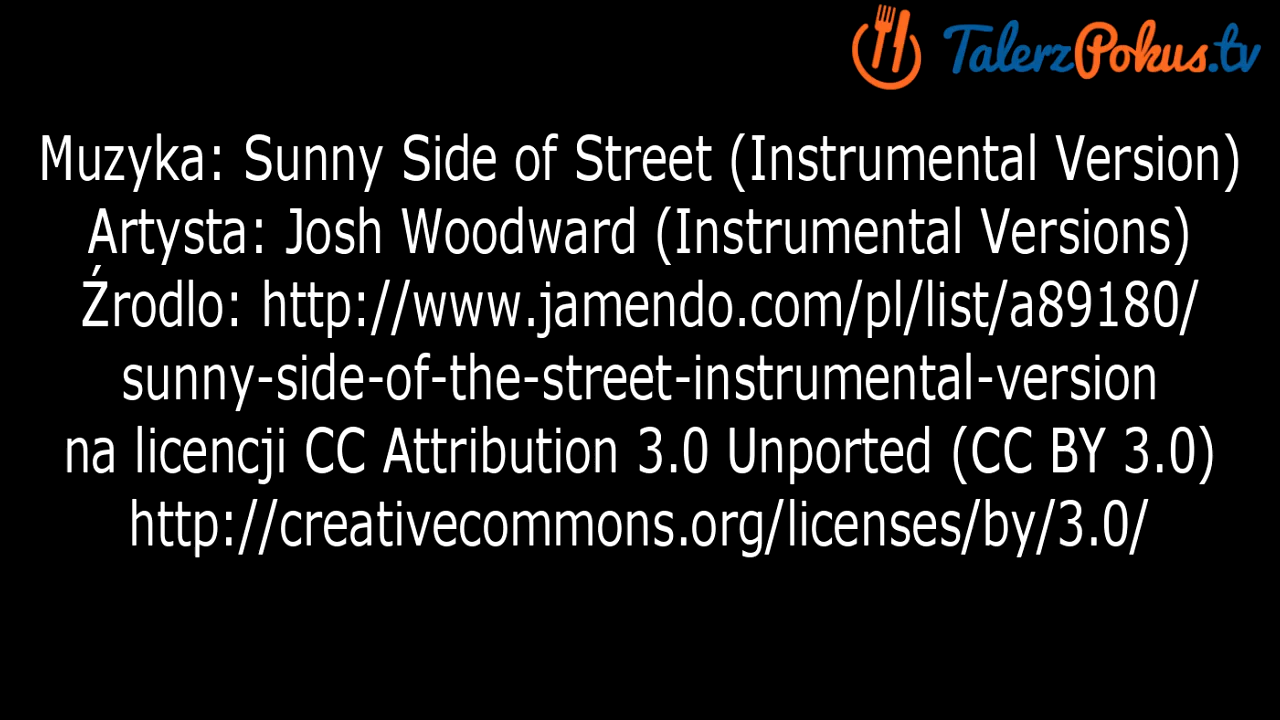 TalerzPokus.tv
Muzyka: Sunny Side of Street (Instrumental Version)
Artysta: Josh Woodward (Instrumental Versions)
Źrodlo: http://www.jamendo.com/pl/list/a89180/
sunny-side-of-the-street-instrumental-version
na licencji CC Attribution 3.0 Unported (CC BY 3.0)
http://creativecommons.org/licenses/by/3.0/